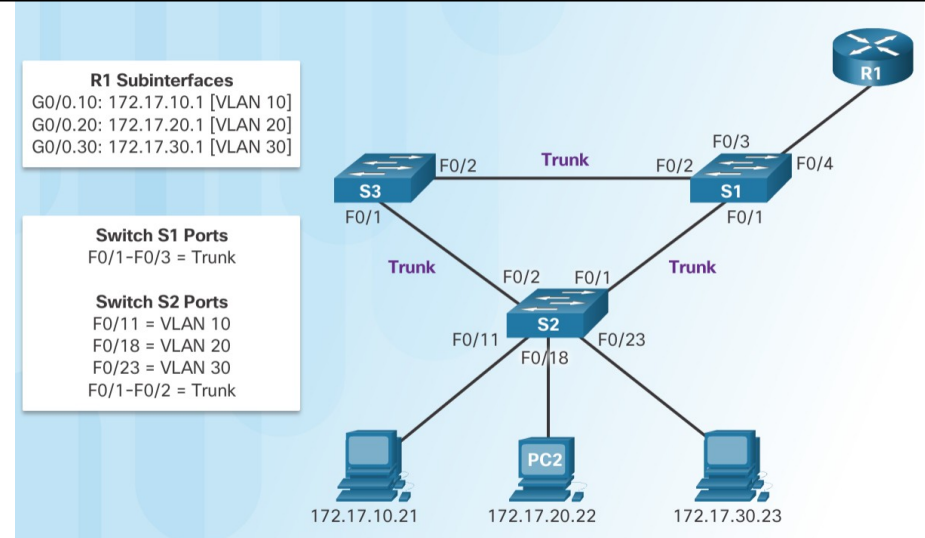 R1 Subinterfaces
G0/0.10: 172.17.10.1 [VLAN 10]
G0/0.20: 172.17.20.1 [VLAN 20]
G0/0.30: 172.17.30.1 [VLAN 30]
Switch S1 Ports
F0/1-F0/3 = Trunk
Switch S2 Ports
F0/11 = VLAN 10
F0/18 = VLAN 20
F0/23 = VLAN 30
F0/1-F0/2 = Trunk
R1
F0/3
F0/4
S3
F0/2
Trunk
F0/2
S1
F0/1
F0/1
Trunk
Trunk
F0/2
F0/1
S2
F0/11
F0/18
F0/23
PC2
172.17.10.21
172.17.20.22
172.17.30.23